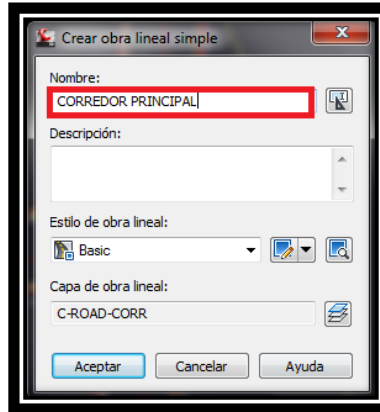 Crear obra lineal simple
Nombre:
CORREDOR PRINCIPAL
Descripción:
Estilo de obra lineal:
Basic
Capa de obra lineal:
C-ROAD-CORR
Aceptar Cancelar Ayuda